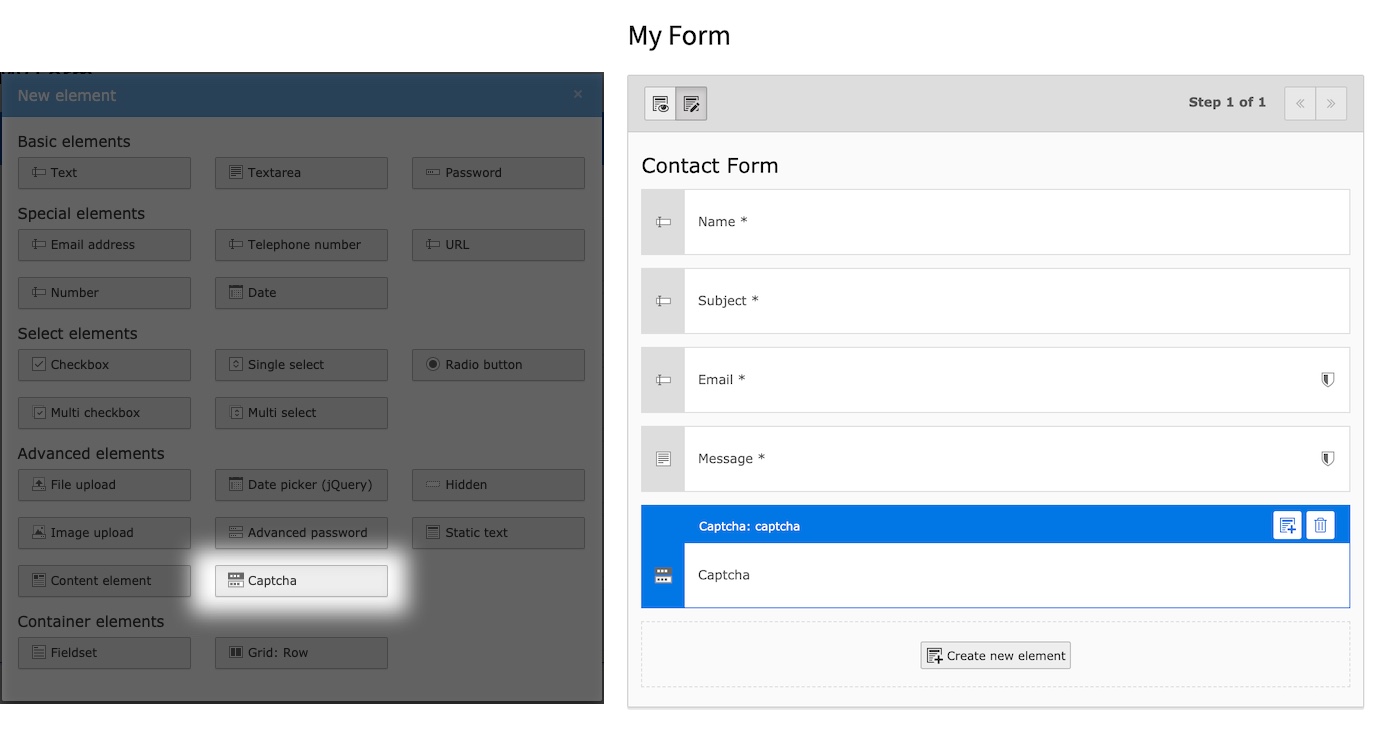 New element ×
Basic elements
Text Textarea Password
Special elements
Email address Telephone number URL
Number Date
Select elements
Checkbox Single select Radio button
Multi checkbox Multi select
Advanced elements
File upload Date picker (jQuery) Hidden
Image upload Advanced password Static text
Content element Captcha
Container elements
Fieldset Grid: Row
My Form
Step 1 of 1 « »
Contact Form
Name *
Subject *
Email *
Message *
Captcha: captcha
Captcha
Create new element